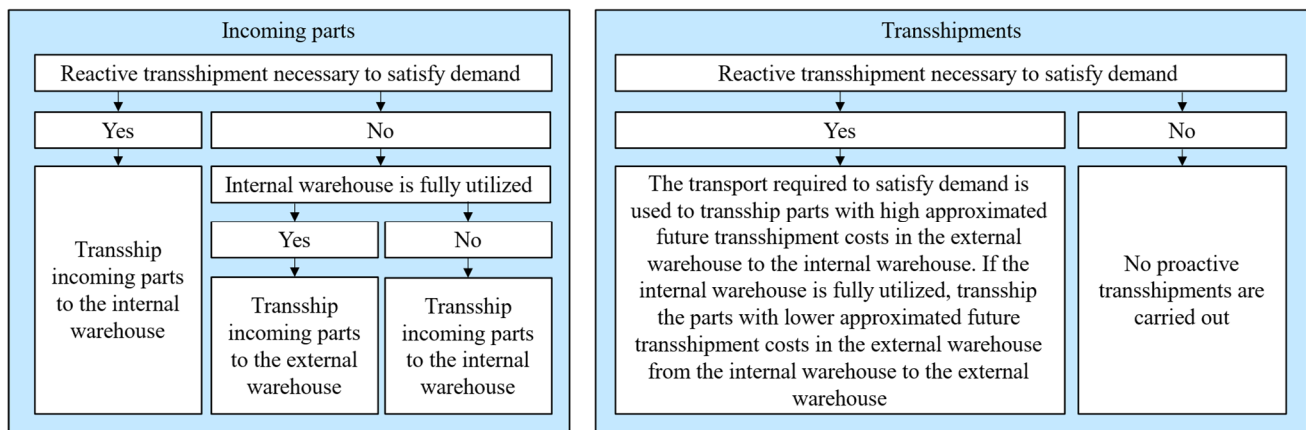 Incoming parts
Reactive transshipment necessary to satisfy demand
Yes
No
Transship
incoming parts
to the internal
warehouse
Internal warehouse is fully utilized
Yes
No
Transship
incoming parts
to the external
warehouse
Transship
incoming parts
to the internal
warehouse
Transshipments
Reactive transshipment necessary to satisfy demand
Yes
No
The transport required to satisfy demand is
used to transship parts with high approximated
future transshipment costs in the external
warehouse to the internal warehouse. If the
internal warehouse is fully utilized, transship
the parts with lower approximated future
transshipment costs in the external warehouse
from the internal warehouse to the external
warehouse
No proactive
transshipments are
carried out